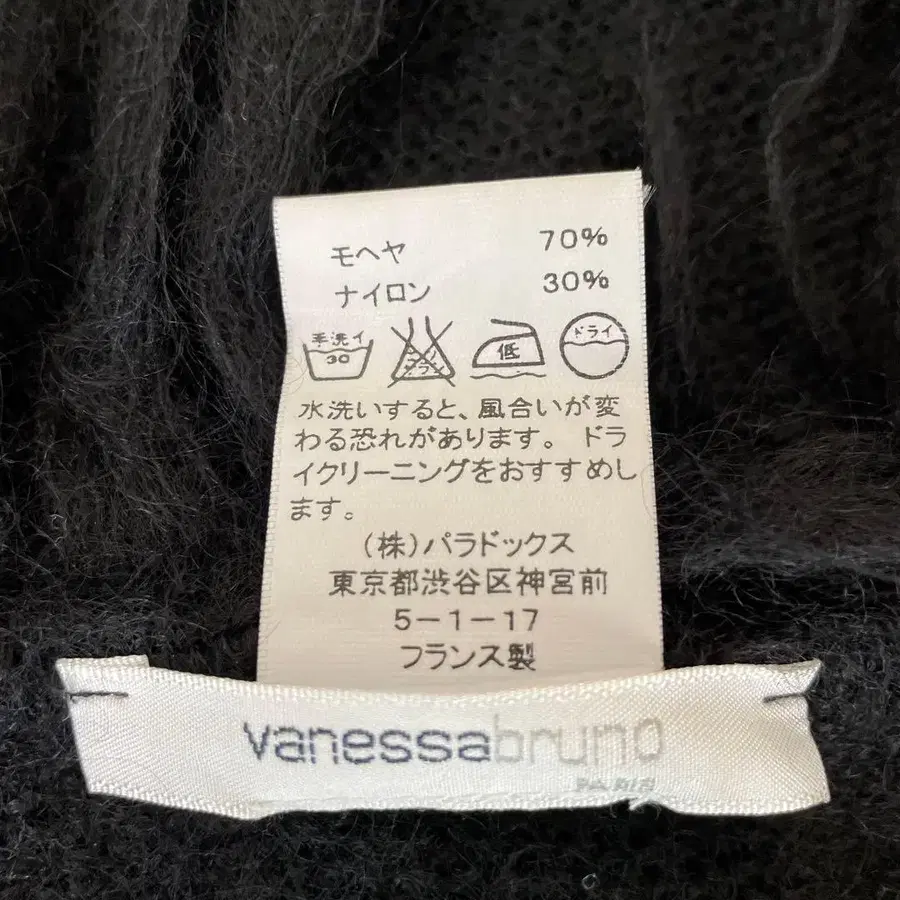 モヘヤ 70%
ナイロン 30%
手洗イ ドライ
30 低
水洗いすると、風合いが変
わる恐れがあります。ドラ
イクリーニングをおすすめし
ます。
(株)パラドックス
東京都渋谷区神宮前
5-1-17
フランス製
vanessabruno
PARIS